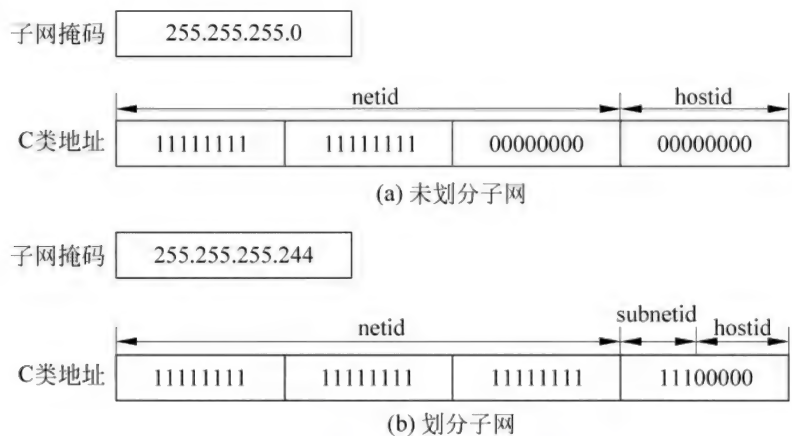 子网掩码 255.255.255.0
netid hostid
C类地址 11111111 11111111 00000000 00000000
(a) 未划分子网
子网掩码 255.255.255.244
netid subnetid hostid
C类地址 11111111 11111111 11111111 11100000
(b) 划分子网